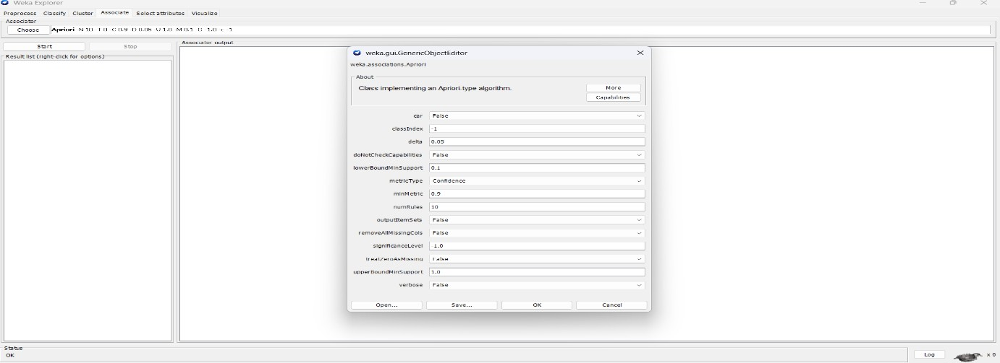 Weka Explorer
Preprocess Classify Cluster Associate Select attributes Visualize
Associator
Choose Apriori -N 10 -T 0 -C 0.9 -D 0.05 -U 1.0 -M 0.1 -S -1.0 -c -1
Start Stop
Result list (right-click for options)
Associator output
weka.gui.GenericObjectEditor
weka.associations.Apriori
About
Class implementing an Apriori-type algorithm.
More
Capabilities
car False
classIndex -1
delta 0.05
doNotCheckCapabilities False
lowerBoundMinSupport 0.1
metricType Confidence
minMetric 0.9
numRules 10
outputItemSets False
removeAllMissingCols False
significanceLevel -1.0
treatZeroAsMissing False
upperBoundMinSupport 1.0
verbose False
Open... Save... OK Cancel
Status
OK
Log x 0